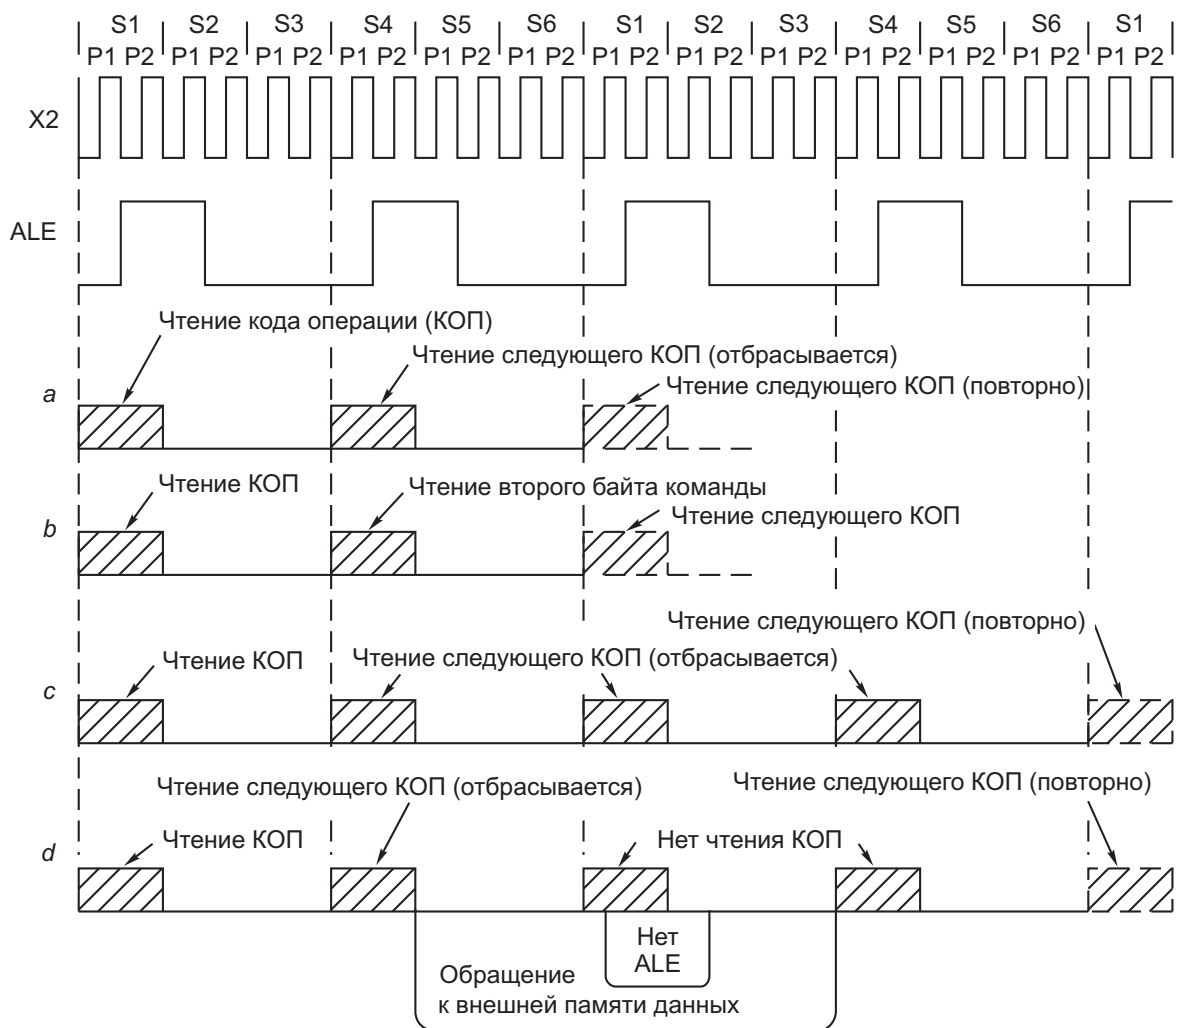 S1 S2 S3 S4 S5 S6 S1 S2 S3 S4 S5 S6 S1
P1 P2 P1 P2 P1 P2 P1 P2 P1 P2 P1 P2 P1 P2 P1 P2 P1 P2 P1 P2 P1 P2 P1 P2 P1 P2
X2
ALE
Чтение кода операции (КОП)
Чтение следующего КОП (отбрасывается)
Чтение следующего КОП (повторно)
a
Чтение КОП
Чтение второго байта команды
Чтение следующего КОП
b
Чтение следующего КОП (повторно)
Чтение КОП
Чтение следующего КОП (отбрасывается)
c
Чтение следующего КОП (отбрасывается)
Чтение следующего КОП (повторно)
Чтение КОП
Нет чтения КОП
d
Нет
ALE
Обращение
к внешней памяти данных